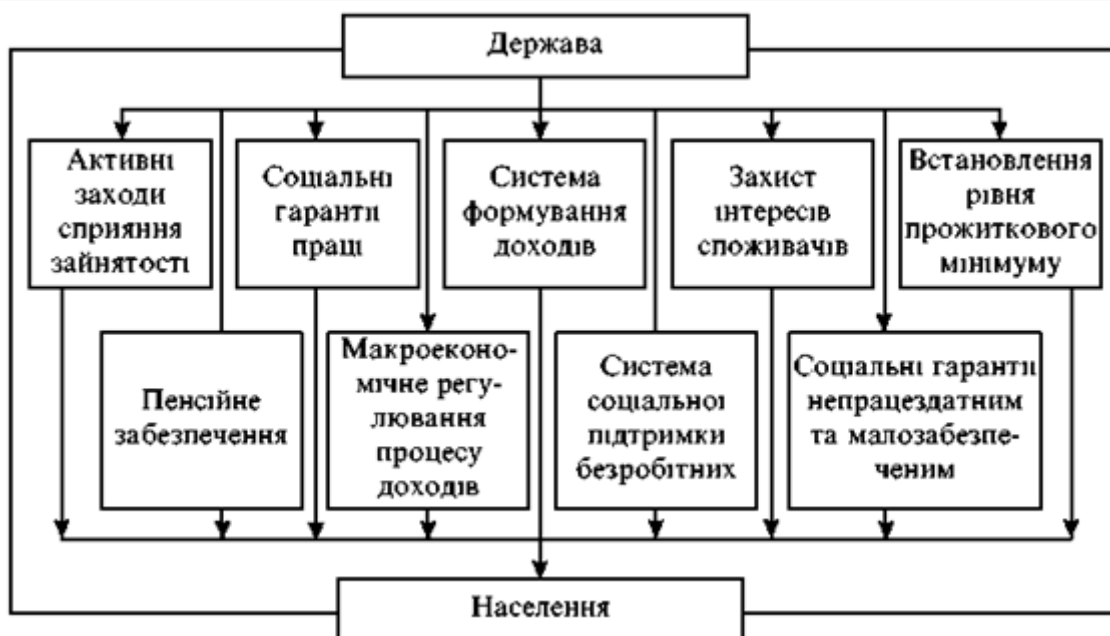 Держава
Активні
заходи
сприяння
зайнятості
Соціальні
гарантії
праці
Система
формування
доходів
Захист
інтересів
споживачів
Встановлення
рівня
прожиткового
мінімуму
Пенсійне
забезпечення
Макроеконо-
мічне регу-
лювання
процесу
доходів
Система
соціальної
підтримки
безробітних
Соціальні гарантії
непрацездатним
та малозабезпе-
ченим
Населення